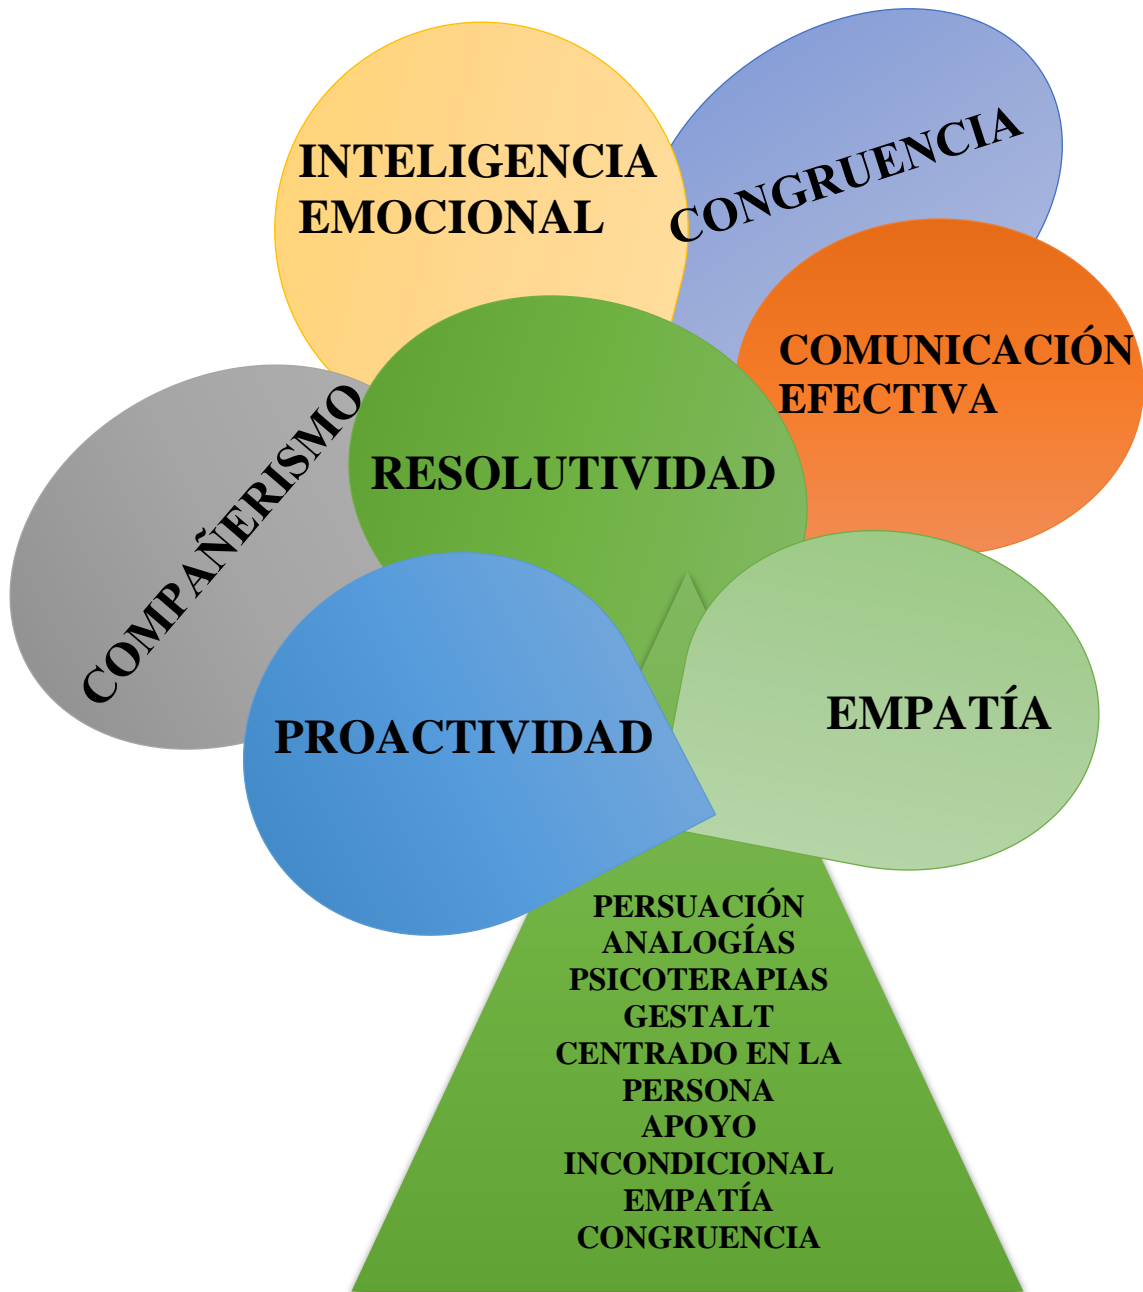 INTELIGENCIA
EMOCIONAL
CONGRUENCIA
COMUNICACIÓN
EFECTIVA
COMPAÑERISMO
RESOLUTIVIDAD
PROACTIVIDAD
EMPATÍA
PERSUACIÓN
ANALOGÍAS
PSICOTERAPIAS
GESTALT
CENTRADO EN LA
PERSONA
APOYO
INCONDICIONAL
EMPATÍA
CONGRUENCIA